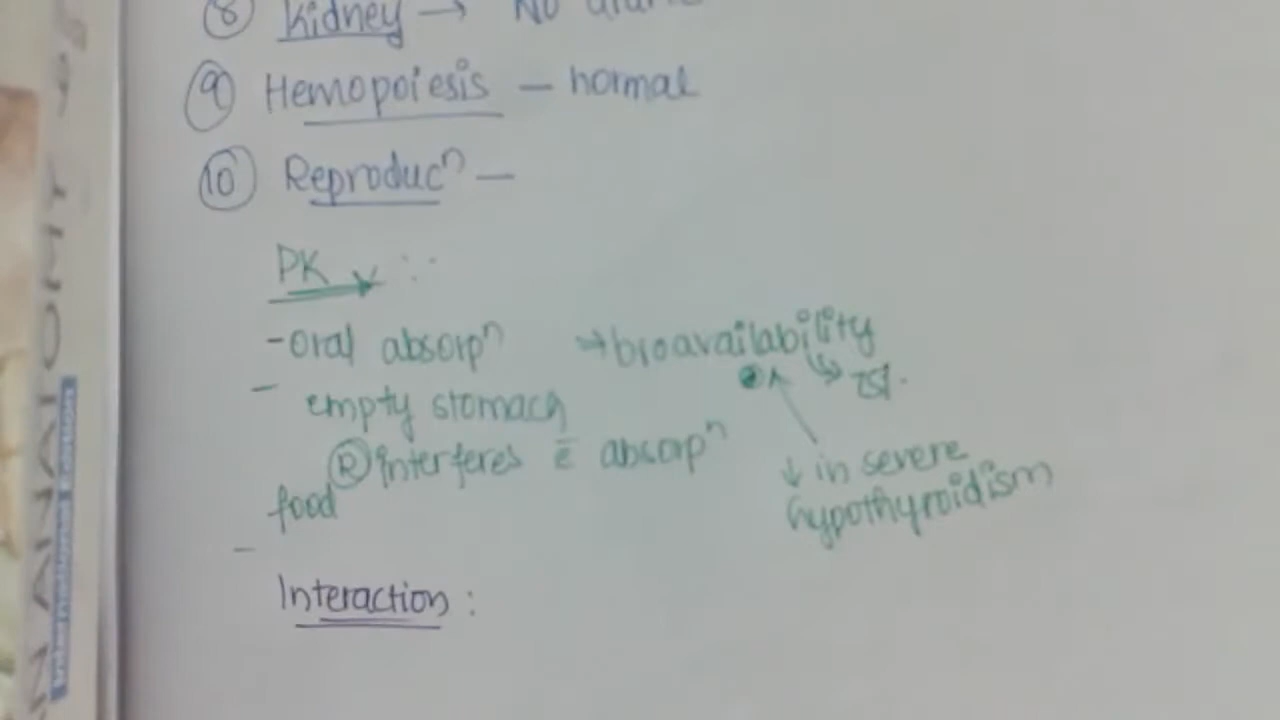 ⑧ Kidney → No
⑨ Hemopoiesis — normal
⑩ Reproducⁿ —
PK
- oral absorpⁿ → bioavailability
- empty stomach
↓ in severe
interferes c̄ absorpⁿ
hypothyroidism
food
-
Interaction :